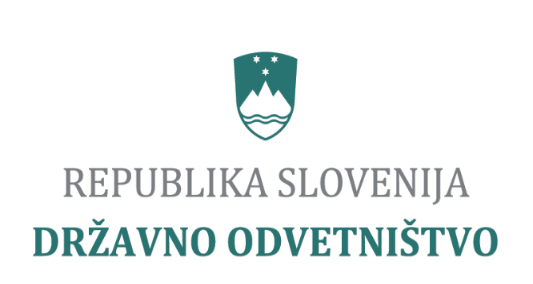 REPUBLIKA SLOVENIJA
DRŽAVNO ODVETNIŠTVO